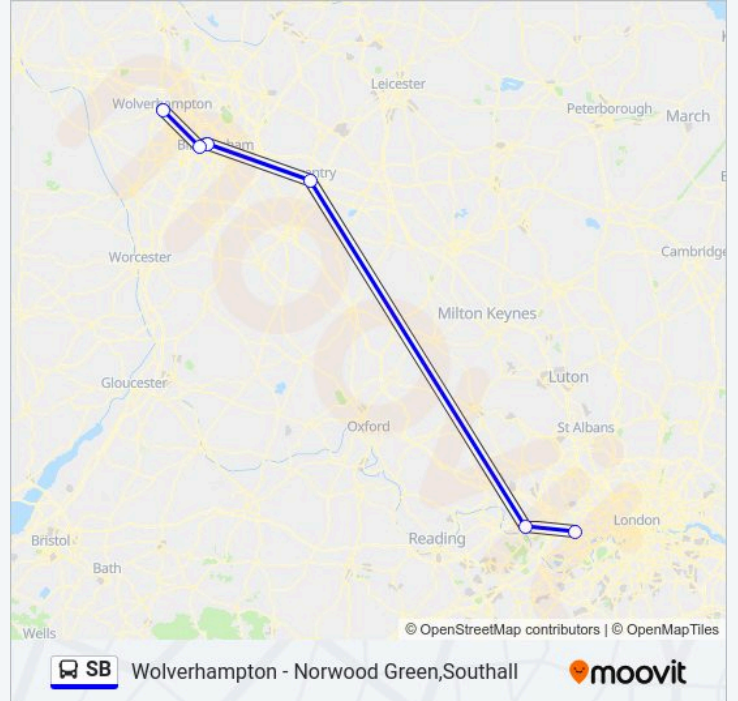 Leicester
Wolverhampton
Peterborough
March
Worcester
Cambridge
Milton Keynes
Gloucester
Luton
Oxford
St Albans
London
Reading
Bristol
Bath
Wells
© OpenStreetMap contributors | © OpenMapTiles
SB Wolverhampton - Norwood Green,Southall
moovit